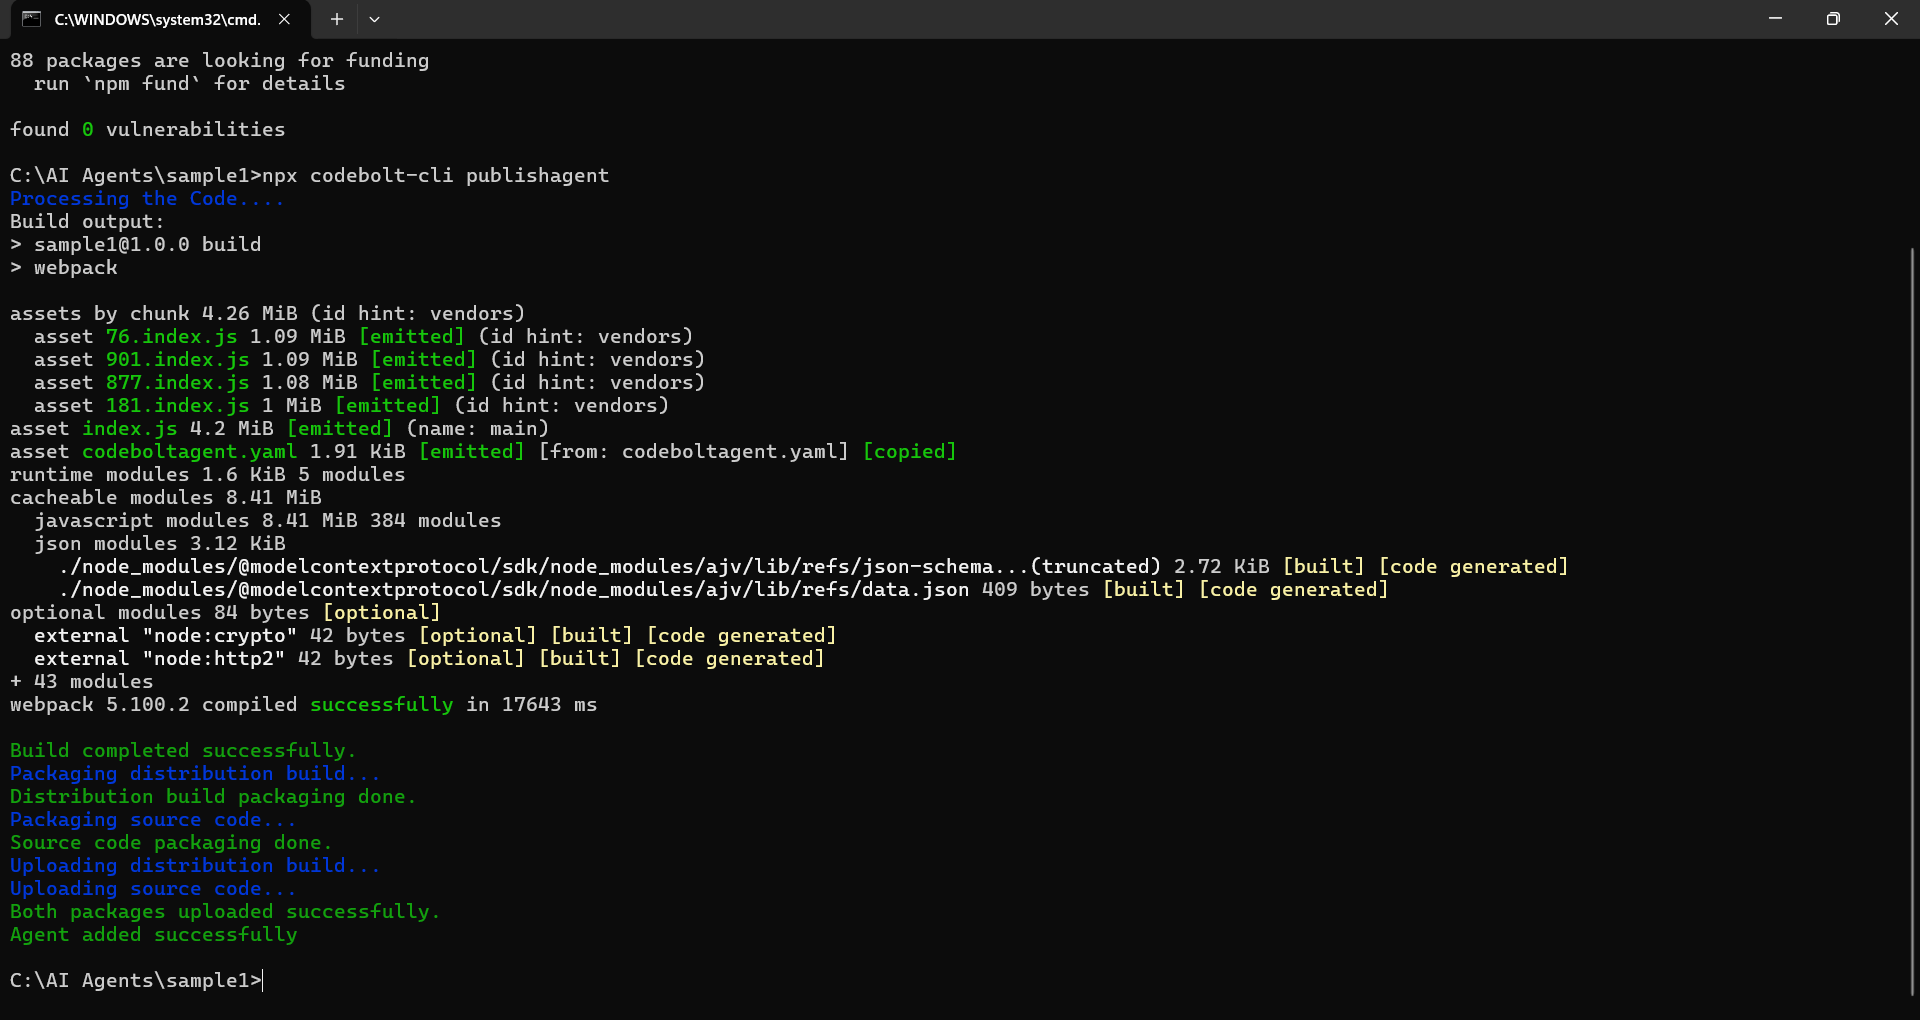 C:\WINDOWS\system32\cmd.
88 packages are looking for funding
  run `npm fund` for details
found 0 vulnerabilities
C:\AI Agents\sample1>npx codebolt-cli publishagent
Processing the Code....
Build output:
> sample1@1.0.0 build
> webpack
assets by chunk 4.26 MiB (id hint: vendors)
  asset 76.index.js 1.09 MiB [emitted] (id hint: vendors)
  asset 901.index.js 1.09 MiB [emitted] (id hint: vendors)
  asset 877.index.js 1.08 MiB [emitted] (id hint: vendors)
  asset 181.index.js 1 MiB [emitted] (id hint: vendors)
asset index.js 4.2 MiB [emitted] (name: main)
asset codeboltagent.yaml 1.91 KiB [emitted] [from: codeboltagent.yaml] [copied]
runtime modules 1.6 KiB 5 modules
cacheable modules 8.41 MiB
  javascript modules 8.41 MiB 384 modules
  json modules 3.12 KiB
    ./node_modules/@modelcontextprotocol/sdk/node_modules/ajv/lib/refs/json-schema...(truncated) 2.72 KiB [built] [code generated]
    ./node_modules/@modelcontextprotocol/sdk/node_modules/ajv/lib/refs/data.json 409 bytes [built] [code generated]
optional modules 84 bytes [optional]
  external "node:crypto" 42 bytes [optional] [built] [code generated]
  external "node:http2" 42 bytes [optional] [built] [code generated]
+ 43 modules
webpack 5.100.2 compiled successfully in 17643 ms
Build completed successfully.
Packaging distribution build...
Distribution build packaging done.
Packaging source code...
Source code packaging done.
Uploading distribution build...
Uploading source code...
Both packages uploaded successfully.
Agent added successfully
C:\AI Agents\sample1>